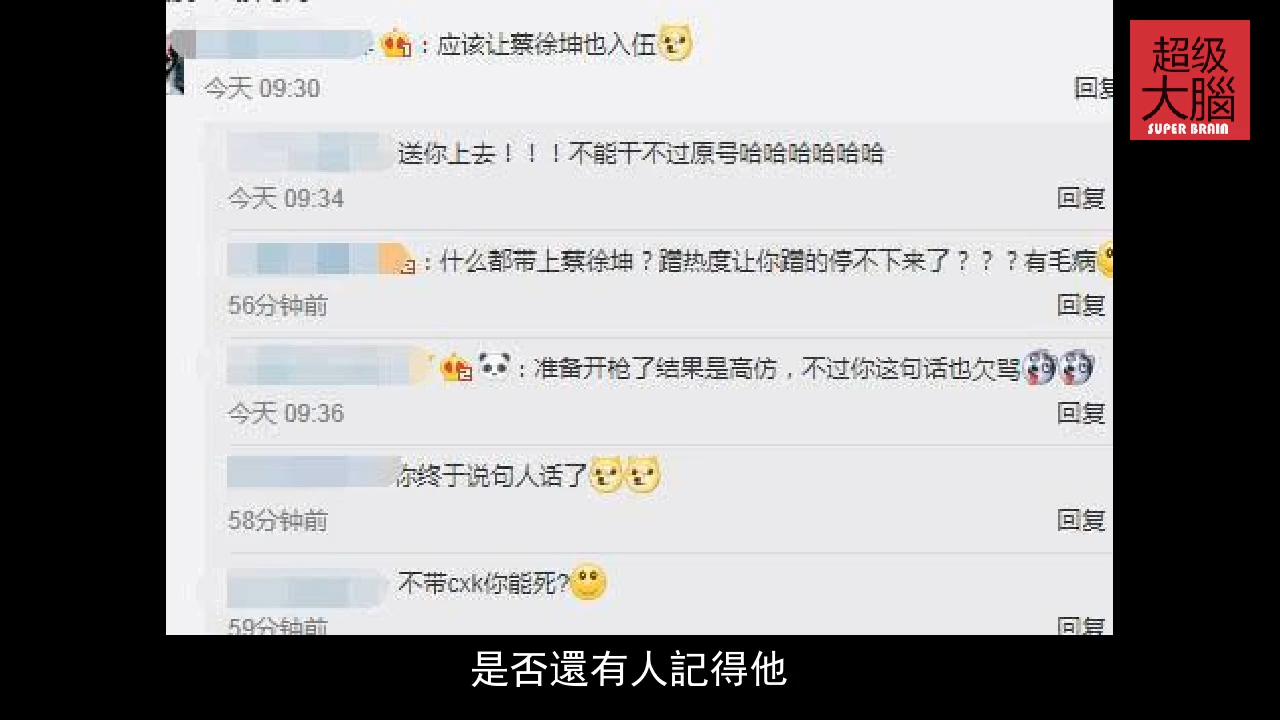 ：应该让蔡徐坤也入伍
今天 09:30
回复
送你上去！！！不能干不过原号哈哈哈哈哈哈
今天 09:34
回复
：什么都带上蔡徐坤？蹭热度让你蹭的停不下来了？？？有毛病
56分钟前
回复
：准备开枪了结果是高仿，不过你这句话也欠骂
今天 09:36
回复
你终于说句人话了
58分钟前
回复
不带cxk你能死?
59分钟前
回复
是否還有人記得他
超级
大腦
SUPER BRAIN